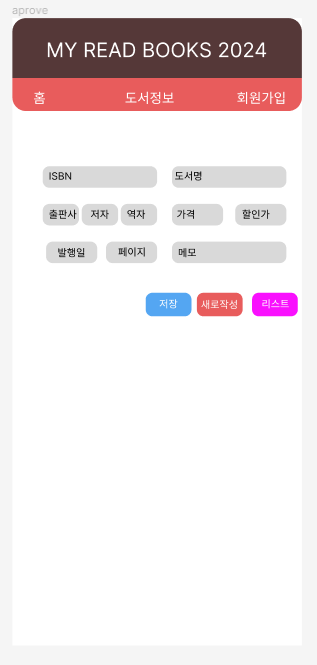 aprove
MY READ BOOKS 2024
홈 도서정보 회원가입
ISBN 도서명
출판사 저자 역자 가격 할인가
발행일 페이지 메모
저장 새로작성 리스트